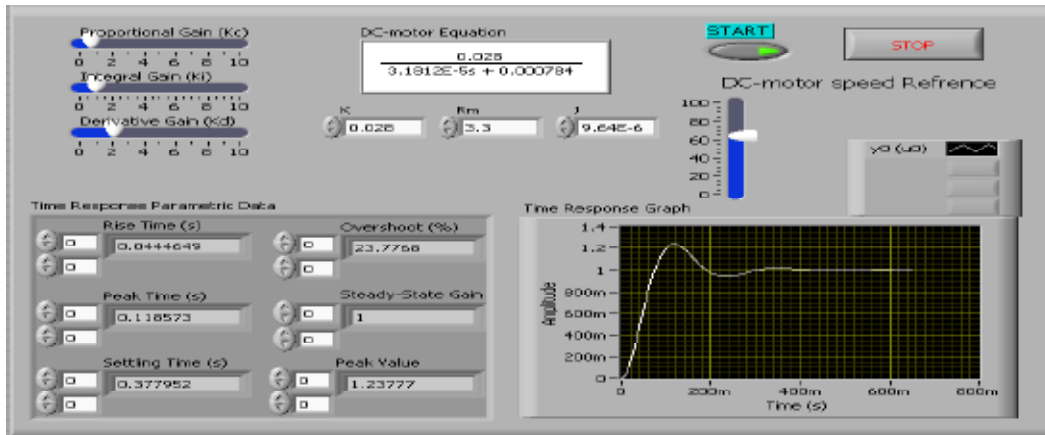 Proportional Gain (Kc)
0 2 4 6 8 10
Integral Gain (Ki)
0 2 4 6 8 10
Derivative Gain (Kd)
0 2 4 6 8 10
DC-motor Equation
0.028
3.1812E-5s + 0.000784
K
0.028
Rm
3.3
J
9.64E-6
START
STOP
DC-motor speed Refrence
100
80
60
40
20
0
Time Response Parametric Data
Rise Time (s)
0
0.0444649
0
Overshoot (%)
0
23.7768
0
Peak Time (s)
0
0.118573
0
Steady-State Gain
0
1
0
Settling Time (s)
0
0.377952
0
Peak Value
0
1.23777
0
Time Response Graph
1.4
1.2
1
800m
600m
400m
200m
0
Amplitude
0 200m 400m 600m 800m
Time (s)